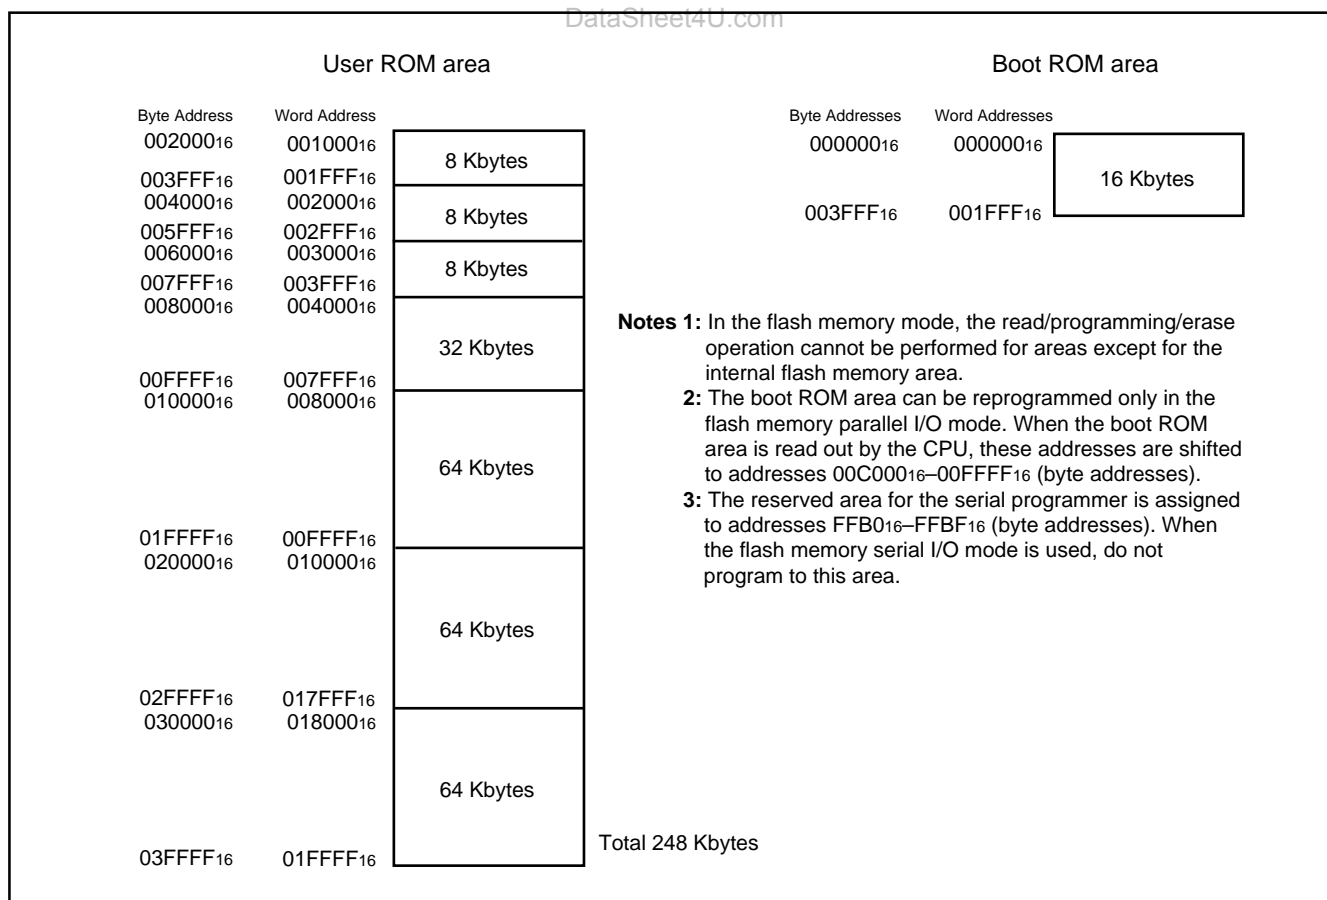 DataSheet4U.com
User ROM area
Byte Address Word Address
002000₁₆ 001000₁₆
8 Kbytes
003FFF₁₆ 001FFF₁₆
004000₁₆ 002000₁₆
8 Kbytes
005FFF₁₆ 002FFF₁₆
006000₁₆ 003000₁₆
8 Kbytes
007FFF₁₆ 003FFF₁₆
008000₁₆ 004000₁₆
32 Kbytes
00FFFF₁₆ 007FFF₁₆
010000₁₆ 008000₁₆
64 Kbytes
01FFFF₁₆ 00FFFF₁₆
020000₁₆ 010000₁₆
64 Kbytes
02FFFF₁₆ 017FFF₁₆
030000₁₆ 018000₁₆
64 Kbytes
03FFFF₁₆ 01FFFF₁₆
Total 248 Kbytes
Boot ROM area
Byte Addresses Word Addresses
000000₁₆ 000000₁₆
16 Kbytes
003FFF₁₆ 001FFF₁₆
Notes 1: In the flash memory mode, the read/programming/erase
operation cannot be performed for areas except for the
internal flash memory area.
2: The boot ROM area can be reprogrammed only in the
flash memory parallel I/O mode. When the boot ROM
area is read out by the CPU, these addresses are shifted
to addresses 00C000₁₆–00FFFF₁₆ (byte addresses).
3: The reserved area for the serial programmer is assigned
to addresses FFB0₁₆–FFBF₁₆ (byte addresses). When
the flash memory serial I/O mode is used, do not
program to this area.